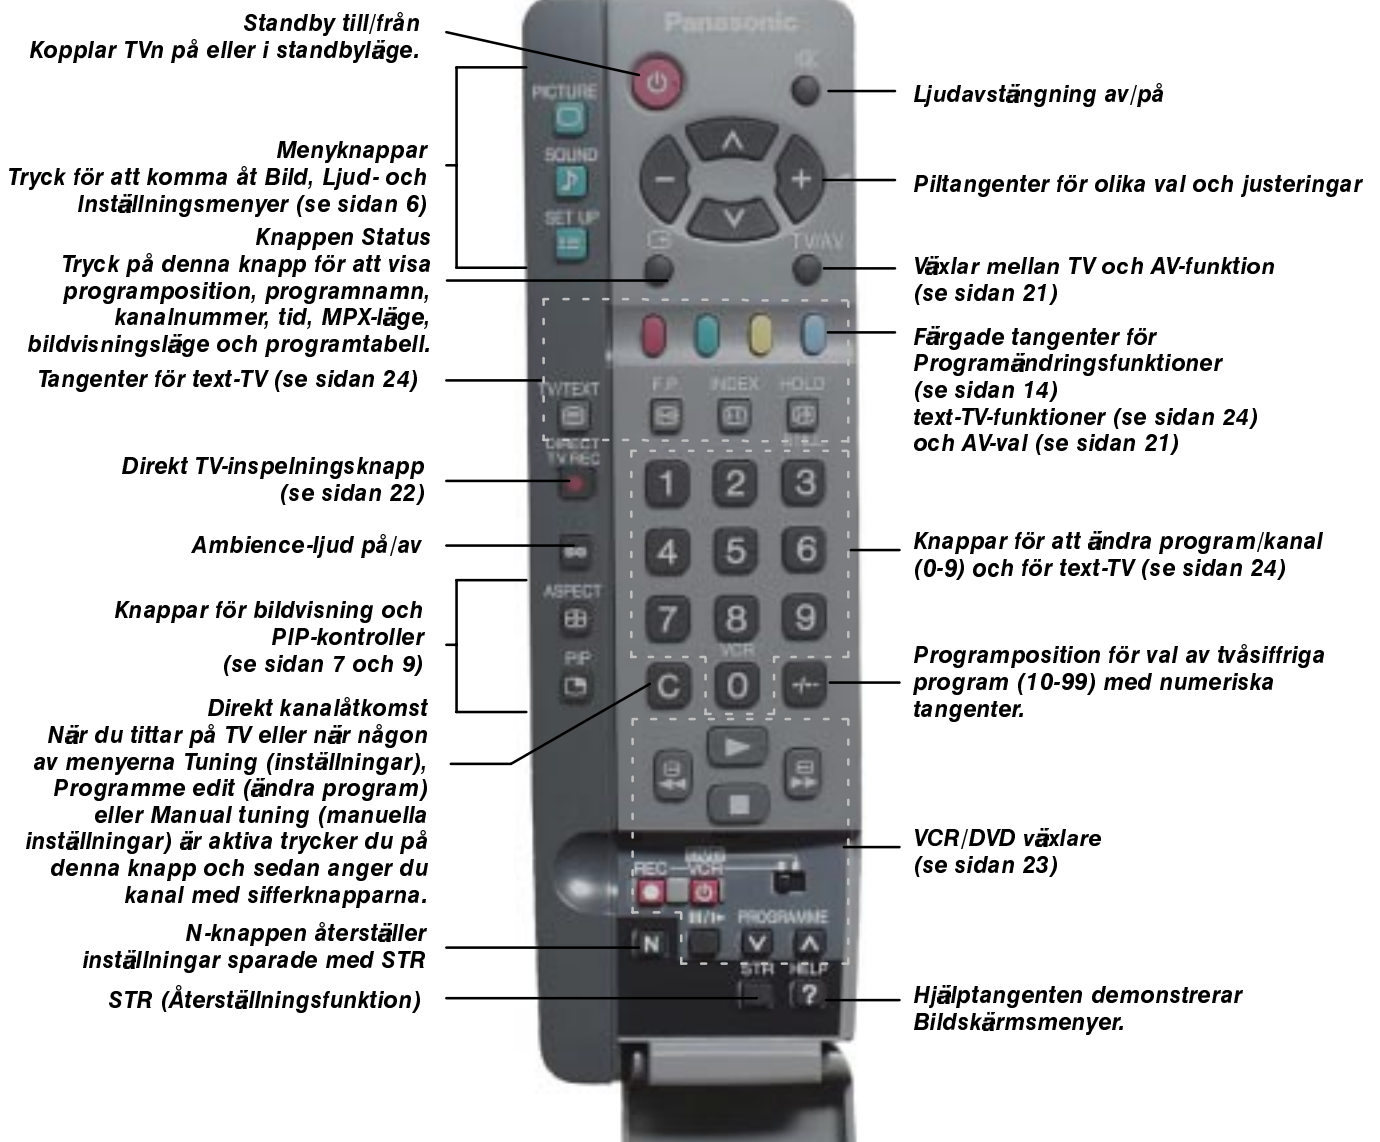 Standby till/från
Kopplar TVn på eller i standbyläge.
Menyknappar
Tryck för att komma åt Bild, Ljud- och
Inställningsmenyer (se sidan 6)
Knappen Status
Tryck på denna knapp för att visa
programposition, programnamn,
kanalnummer, tid, MPX-läge,
bildvisningsläge och programtabell.
Tangenter för text-TV (se sidan 24)
Direkt TV-inspelningsknapp
(se sidan 22)
Ambience-ljud på/av
Knappar för bildvisning och
PIP-kontroller
(se sidan 7 och 9)
Direkt kanalåtkomst
När du tittar på TV eller när någon
av menyerna Tuning (inställningar),
Programme edit (ändra program)
eller Manual tuning (manuella
inställningar) är aktiva trycker du på
denna knapp och sedan anger du
kanal med sifferknapparna.
N-knappen återställer
inställningar sparade med STR
STR (Återställningsfunktion)
Panasonic
PICTURE
SOUND
SET UP
TV/AV
TV/TEXT
F.P.
INDEX
HOLD
DIRECT
TV REC
1 2 3
4 5 6
ASPECT
7 8 9
VCR
PIP
C 0 -/--
REC VCR
PROGRAMME
N
STR HELP
?
Ljudavstängning av/på
Piltangenter för olika val och justeringar
Växlar mellan TV och AV-funktion
(se sidan 21)
Färgade tangenter för
Programändringsfunktioner
(se sidan 14)
text-TV-funktioner (se sidan 24)
och AV-val (se sidan 21)
Knappar för att ändra program/kanal
(0-9) och för text-TV (se sidan 24)
Programposition för val av tvåsiffriga
program (10-99) med numeriska
tangenter.
VCR/DVD växlare
(se sidan 23)
Hjälptangenten demonstrerar
Bildskärmsmenyer.